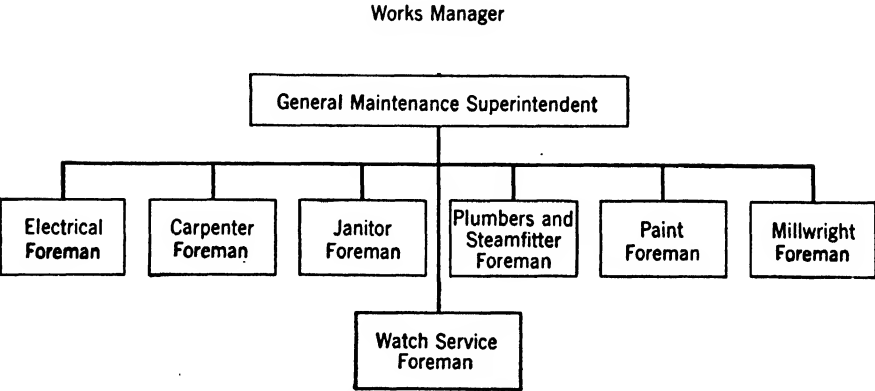 Works Manager
General Maintenance Superintendent
Electrical
Foreman
Carpenter
Foreman
Janitor
Foreman
Plumbers and
Steamfitter
Foreman
Paint
Foreman
Millwright
Foreman
Watch Service
Foreman